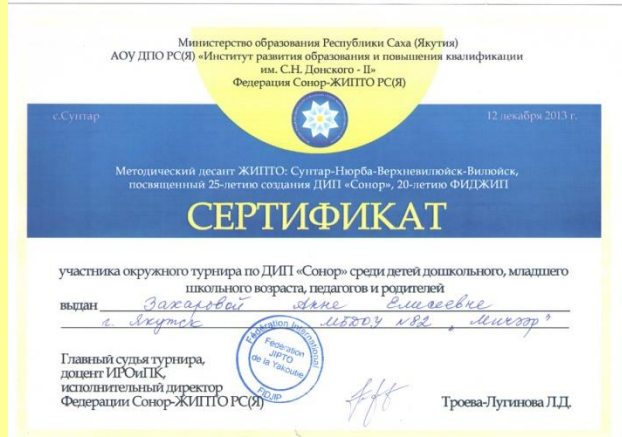 Министерство образования Республики Саха (Якутия)
АОУ ДПО РС(Я) «Институт развития образования и повышения квалификации
им. С.Н. Донского - II»
Федерация Сонор-ЖИПТО РС(Я)
с.Сунтар
12 декабря 2013 г.
Методический десант ЖИПТО: Сунтар-Нюрба-Верхневилюйск-Вилюйск,
посвященный 25-летию создания ДИП «Сонор», 20-летию ФИДЖИП
СЕРТИФИКАТ
участника окружного турнира по ДИП «Сонор» среди детей дошкольного, младшего
школьного возраста, педагогов и родителей
выдан Захаровой Анне Елисеевне
г. Якутск МБДОУ №82 „Мичээр"
Fédération International
Federation
JIPTO
de la Yakoutie
FIDJIP
Главный судья турнира,
доцент ИРОиПК,
исполнительный директор
Федерации Сонор-ЖИПТО РС(Я)
Троева-Лугинова Л.Д.